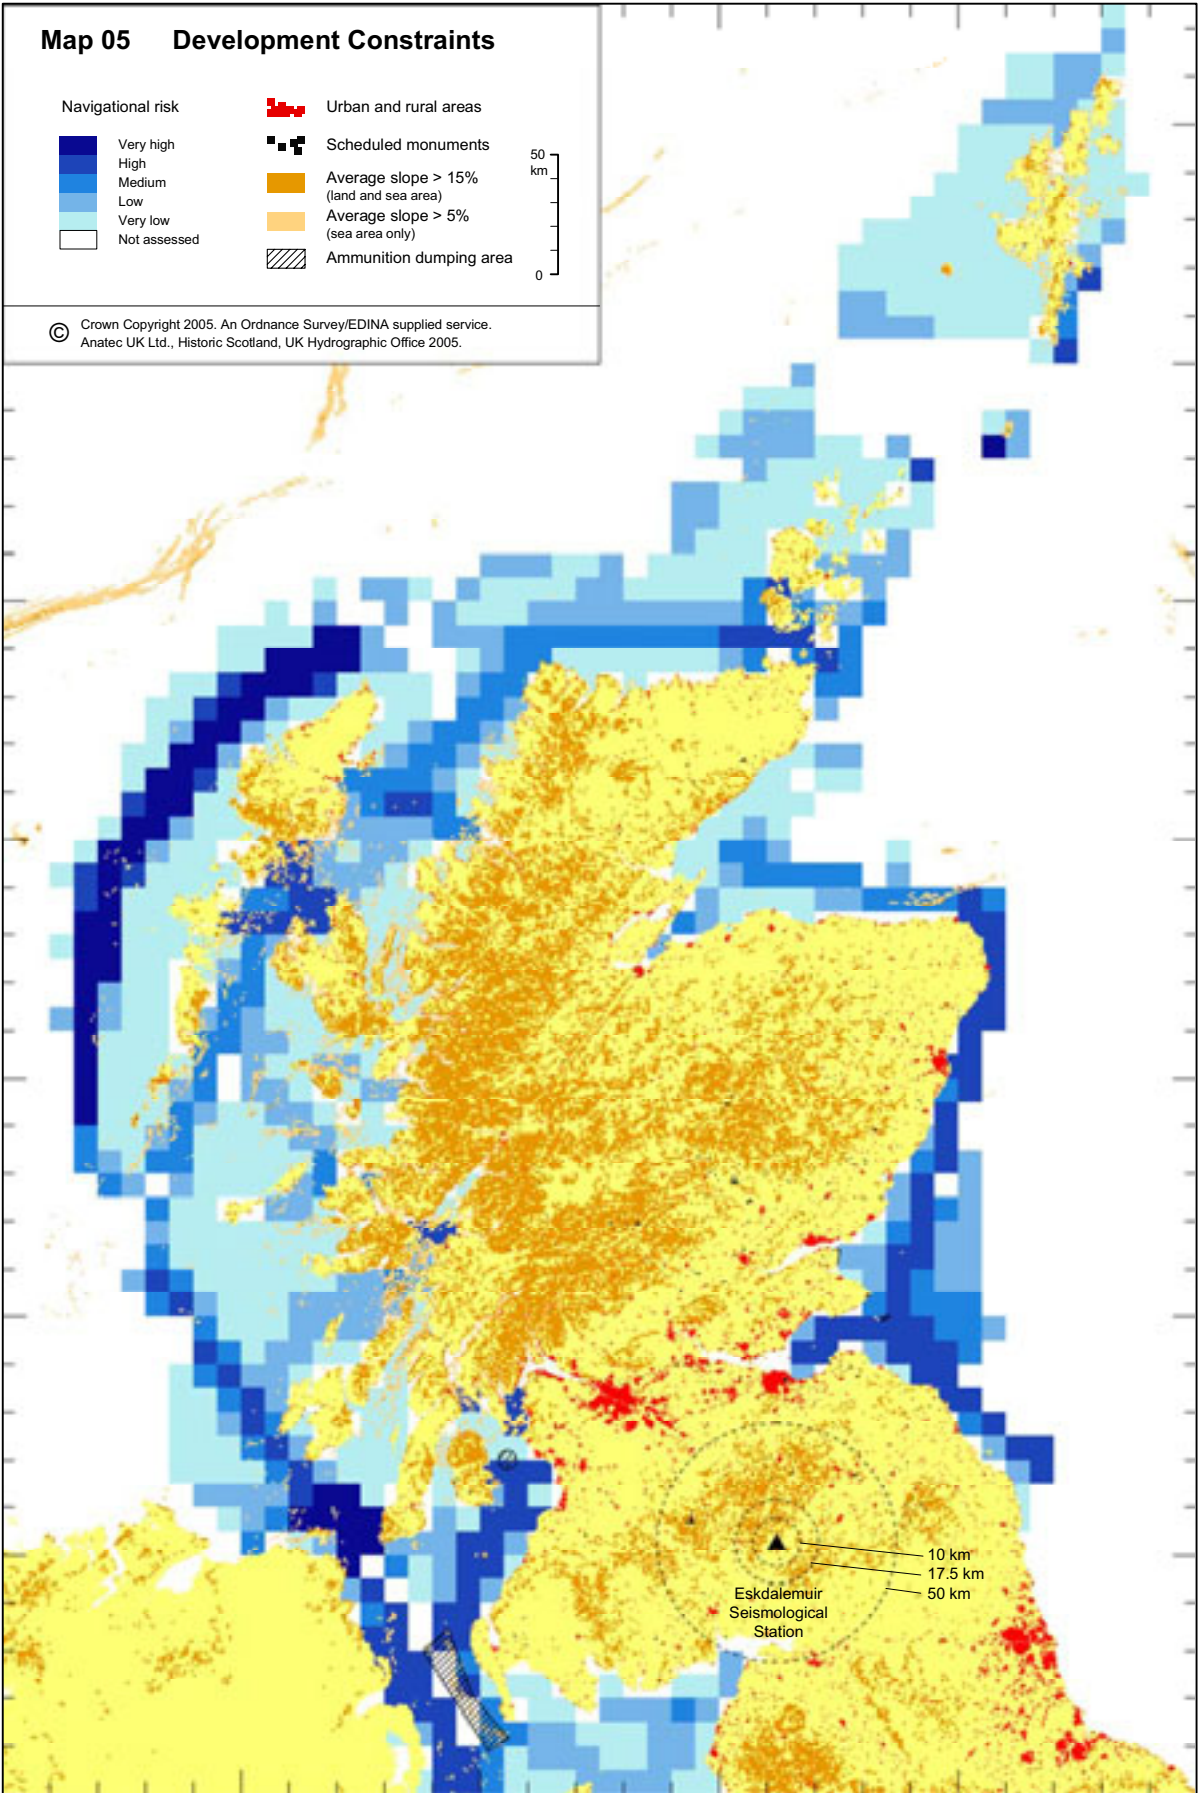 Map 05 Development Constraints
Navigational risk
Very high
High
Medium
Low
Very low
Not assessed
Urban and rural areas
Scheduled monuments
Average slope > 15%
(land and sea area)
Average slope > 5%
(sea area only)
Ammunition dumping area
50
km
0
© Crown Copyright 2005. An Ordnance Survey/EDINA supplied service.
Anatec UK Ltd., Historic Scotland, UK Hydrographic Office 2005.
10 km
17.5 km
50 km
Eskdalemuir
Seismological
Station